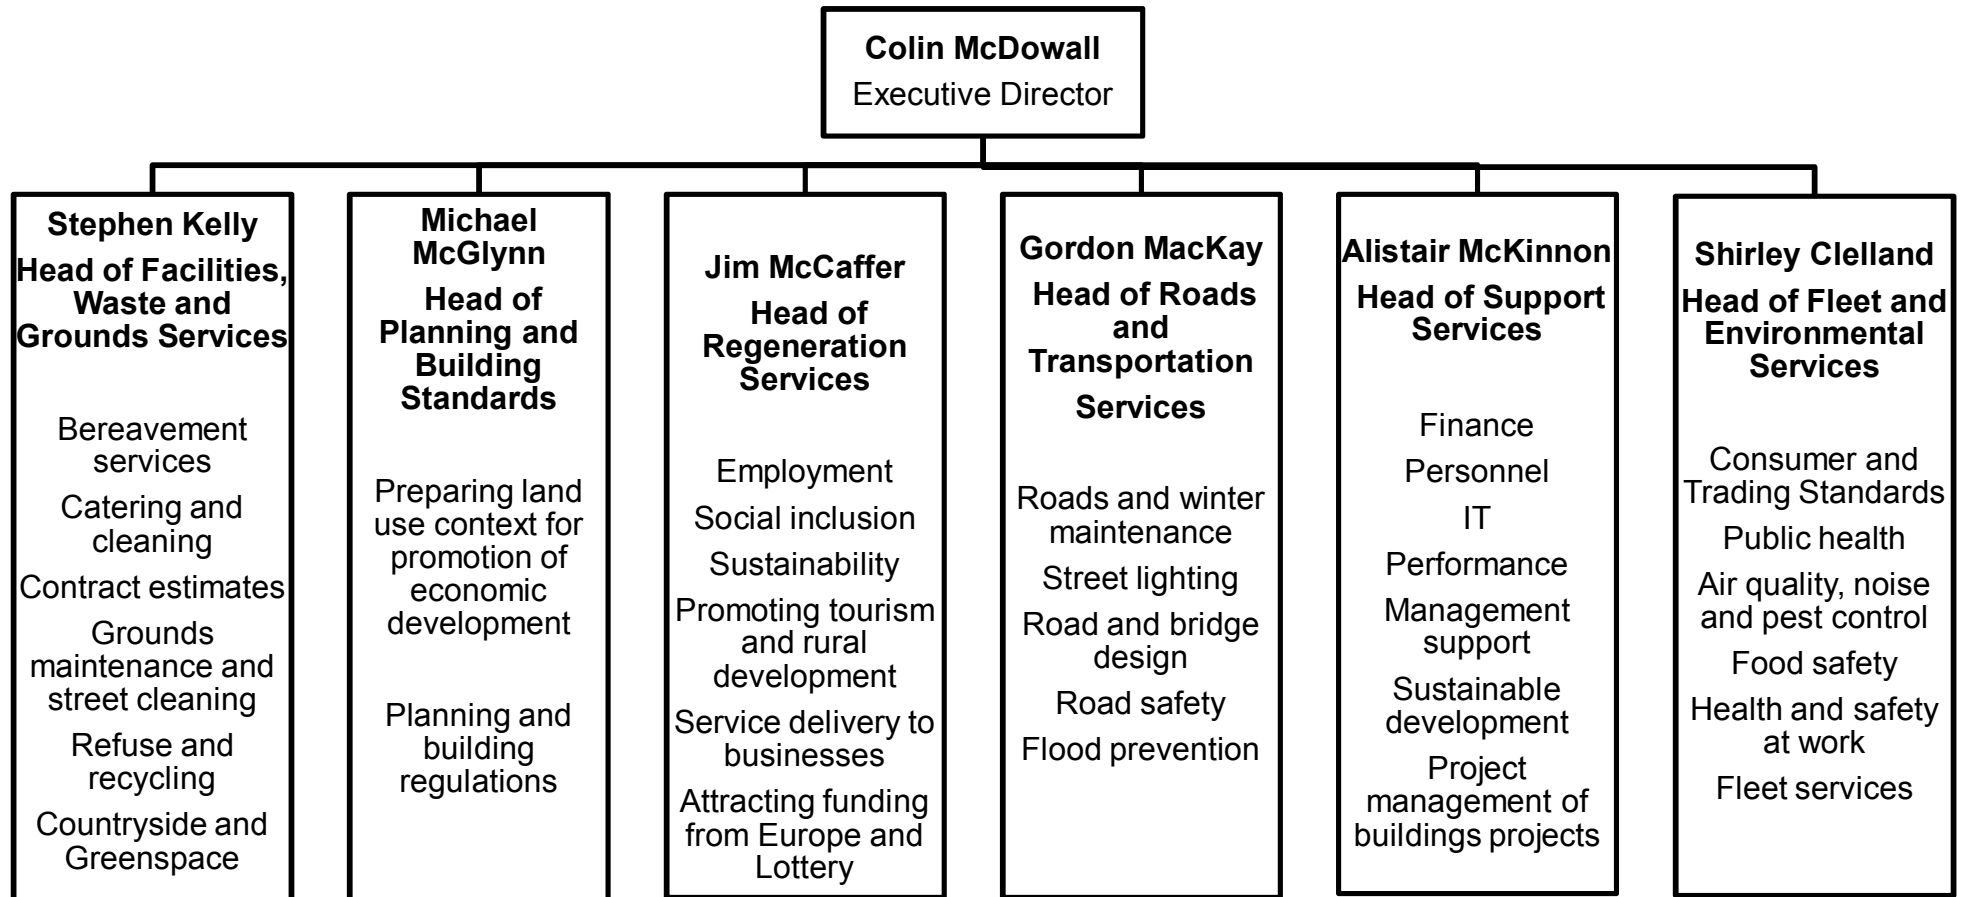 Colin McDowall
Executive Director
Stephen Kelly
Head of Facilities,
Waste and
Grounds Services
Bereavement
services
Catering and
cleaning
Contract estimates
Grounds
maintenance and
street cleaning
Refuse and
recycling
Countryside and
Greenspace
Michael
McGlynn
Head of
Planning and
Building
Standards
Preparing land
use context for
promotion of
economic
development
Planning and
building
regulations
Jim McCaffer
Head of
Regeneration
Services
Employment
Social inclusion
Sustainability
Promoting tourism
and rural
development
Service delivery to
businesses
Attracting funding
from Europe and
Lottery
Gordon MacKay
Head of Roads
and
Transportation
Services
Roads and winter
maintenance
Street lighting
Road and bridge
design
Road safety
Flood prevention
Alistair McKinnon
Head of Support
Services
Finance
Personnel
IT
Performance
Management
support
Sustainable
development
Project
management of
buildings projects
Shirley Clelland
Head of Fleet and
Environmental
Services
Consumer and
Trading Standards
Public health
Air quality, noise
and pest control
Food safety
Health and safety
at work
Fleet services